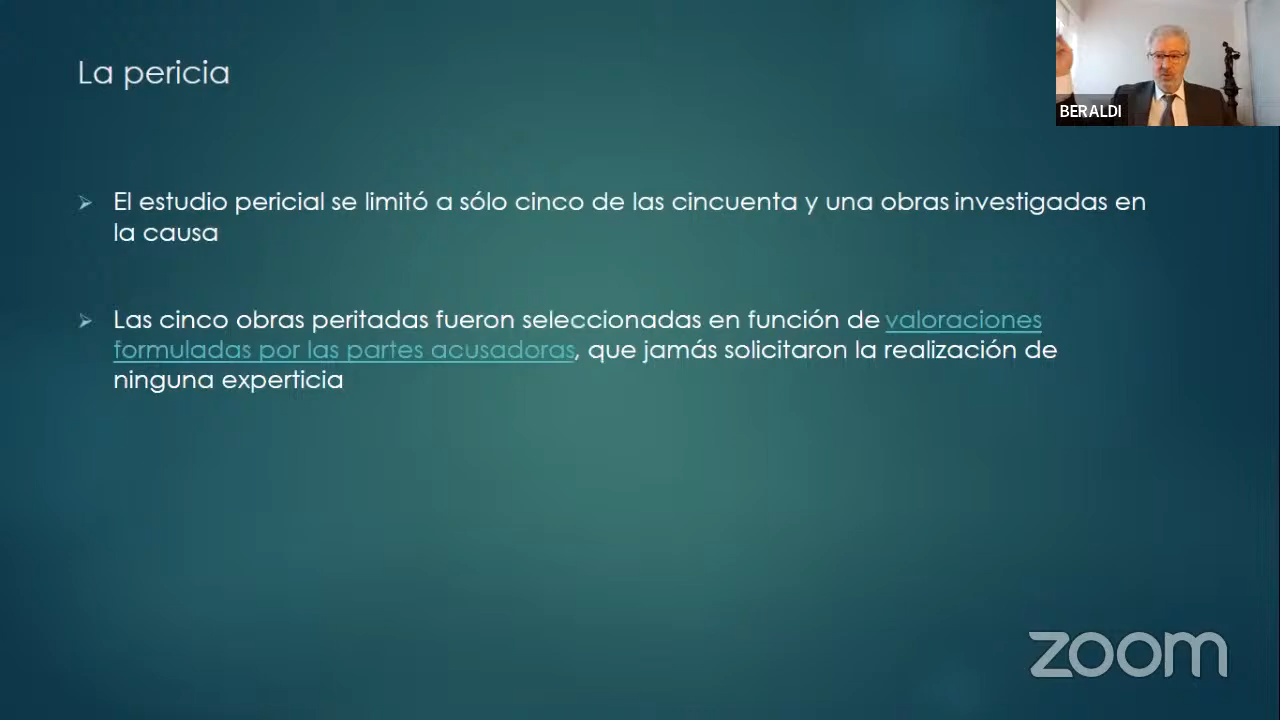 La pericia
BERALDI
El estudio pericial se limitó a sólo cinco de las cincuenta y una obras investigadas en
la causa
Las cinco obras peritadas fueron seleccionadas en función de valoraciones
formuladas por las partes acusadoras, que jamás solicitaron la realización de
ninguna experticia
zoom